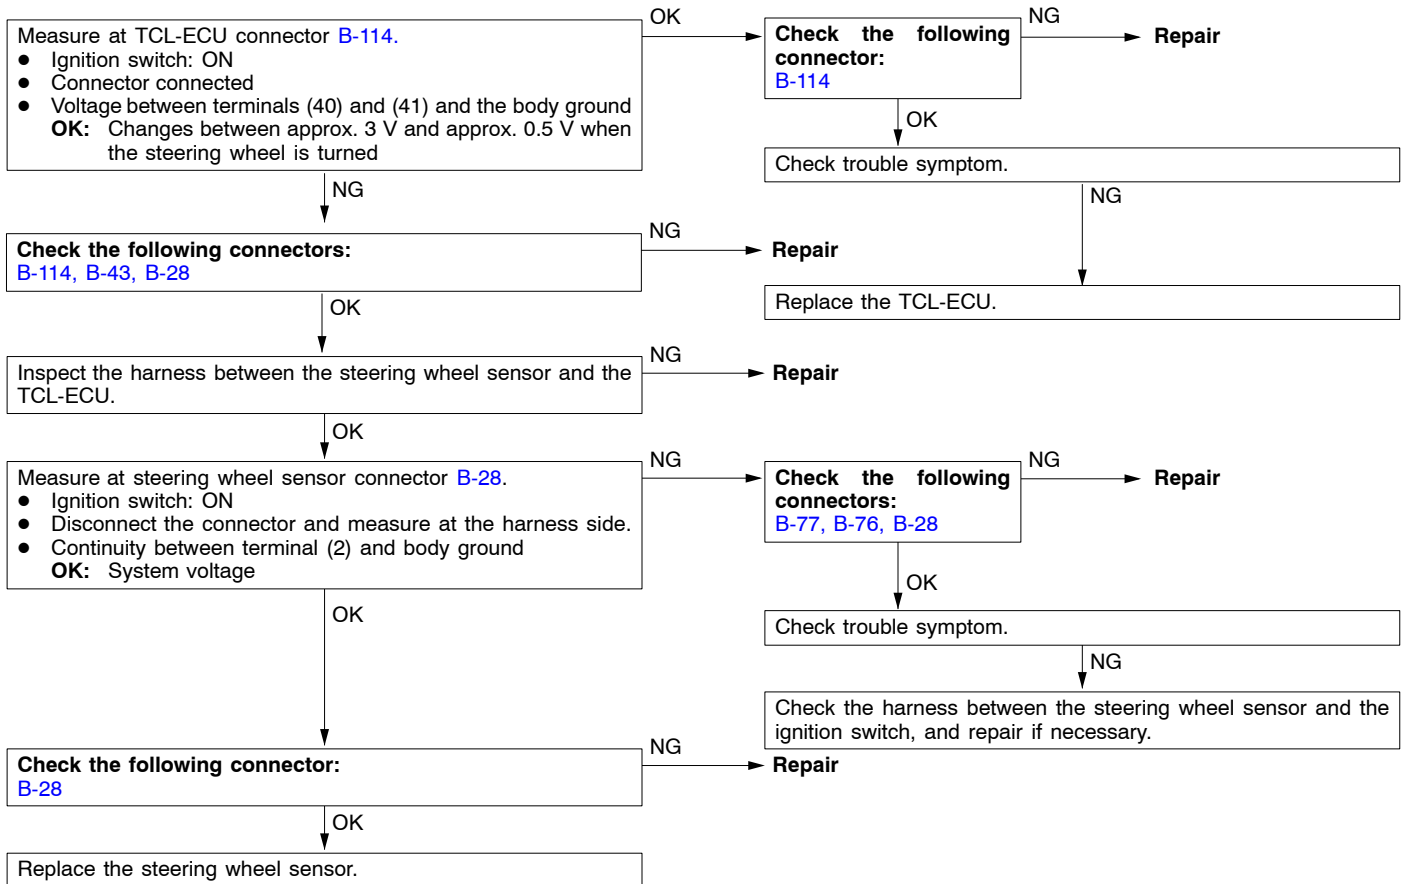 Measure at TCL-ECU connector B-114.
● Ignition switch: ON
● Connector connected
● Voltage between terminals (40) and (41) and the body ground
OK: Changes between approx. 3 V and approx. 0.5 V when
the steering wheel is turned
OK
Check the following
connector:
B-114
NG
Repair
OK
Check trouble symptom.
NG
Replace the TCL-ECU.
NG
Check the following connectors:
B-114, B-43, B-28
NG
Repair
OK
Inspect the harness between the steering wheel sensor and the
TCL-ECU.
NG
Repair
OK
Measure at steering wheel sensor connector B-28.
● Ignition switch: ON
● Disconnect the connector and measure at the harness side.
● Continuity between terminal (2) and body ground
OK: System voltage
NG
Check the following
connectors:
B-77, B-76, B-28
NG
Repair
OK
Check trouble symptom.
NG
Check the harness between the steering wheel sensor and the
ignition switch, and repair if necessary.
OK
Check the following connector:
B-28
NG
Repair
OK
Replace the steering wheel sensor.